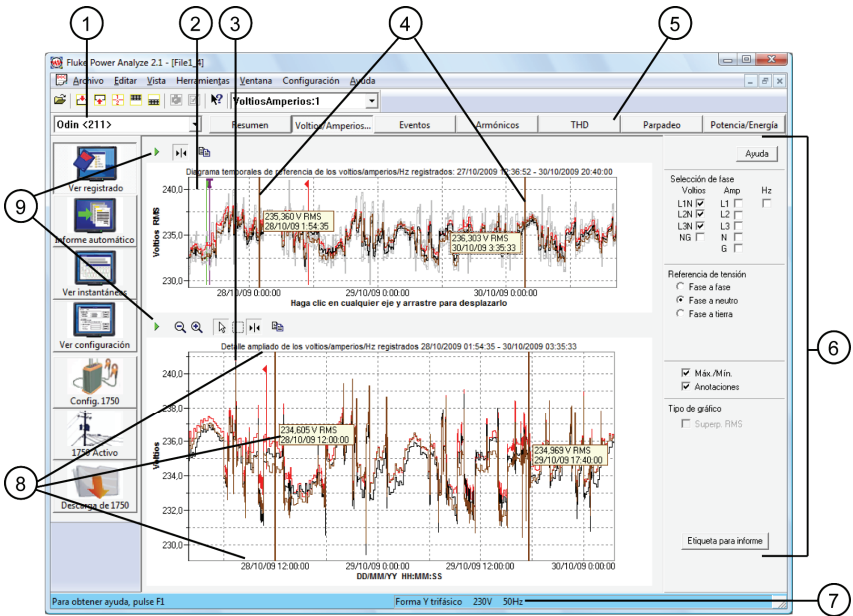 1
2
3
4
5
Fluke Power Analyze 2.1 - [File1_4]
Archivo Editar Vista Herramientas Ventana Configuración Ayuda
VoltiosAmperios:1
Odin <211>
Resumen Voltios/Amperios... Eventos Armónicos THD Parpadeo Potencia/Energía
Ver registrado
Informe automático
Ver instantáneas
Ver configuración
Config. 1750
1750 Activo
Descarga de 1750
9
8
Diagrama temporales de referencia de los voltios/amperios/Hz registrados: 27/10/2009 12:36:52 - 30/10/2009 20:40:00
Voltios RMS
240,0
235,0
230,0
235,360 V RMS
28/10/09 1:54:35
236,303 V RMS
30/10/09 3:35:33
28/10/09 0:00:00 29/10/09 0:00:00 30/10/09 0:00:00
Haga clic en cualquier eje y arrastre para desplazarlo
Detalle ampliado de los voltios/amperios/Hz registrados 28/10/2009 01:54:35 - 30/10/2009 03:35:33
Voltios
240,0
238,0
236,0
234,0
232,0
230,0
234,605 V RMS
28/10/09 12:00:00
234,969 V RMS
29/10/09 17:40:00
28/10/09 12:00:00 29/10/09 0:00:00 29/10/09 12:00:00 30/10/09 0:00:00
DD/MM/YY HH:MM:SS
Ayuda
Selección de fase
Voltios Amp Hz
L1N L1
L2N L2
L3N L3
NG N
G
Referencia de tensión
Fase a fase
Fase a neutro
Fase a tierra
Máx./Mín.
Anotaciones
Tipo de gráfico
Superp. RMS
Etiqueta para informe
6
Para obtener ayuda, pulse F1
Forma Y trifásico 230V 50Hz
7